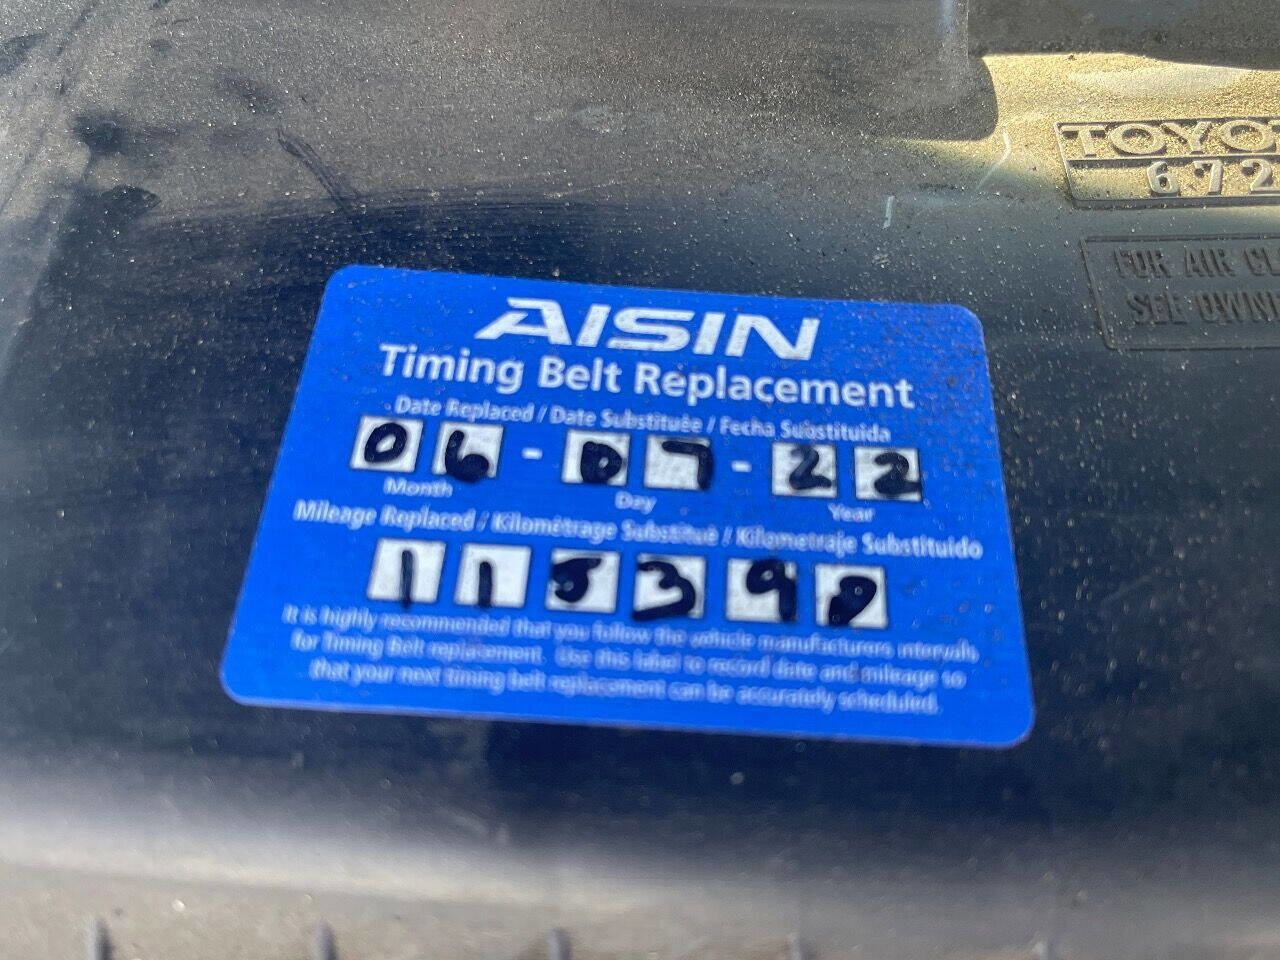 TOYO
672
FOR AIR CL
SEE OWN
AISIN
Timing Belt Replacement
Date Replaced / Date Substituée / Fecha Substituida
06 - 07 - 22
Month Day Year
Mileage Replaced / Kilométrage Substitué / Kilometraje Substituido
11539
It is highly recommended that you follow the vehicle manufacturers intervals
for Timing Belt replacement. Use this label to record date and mileage so
that your next timing belt replacement can be accurately scheduled.